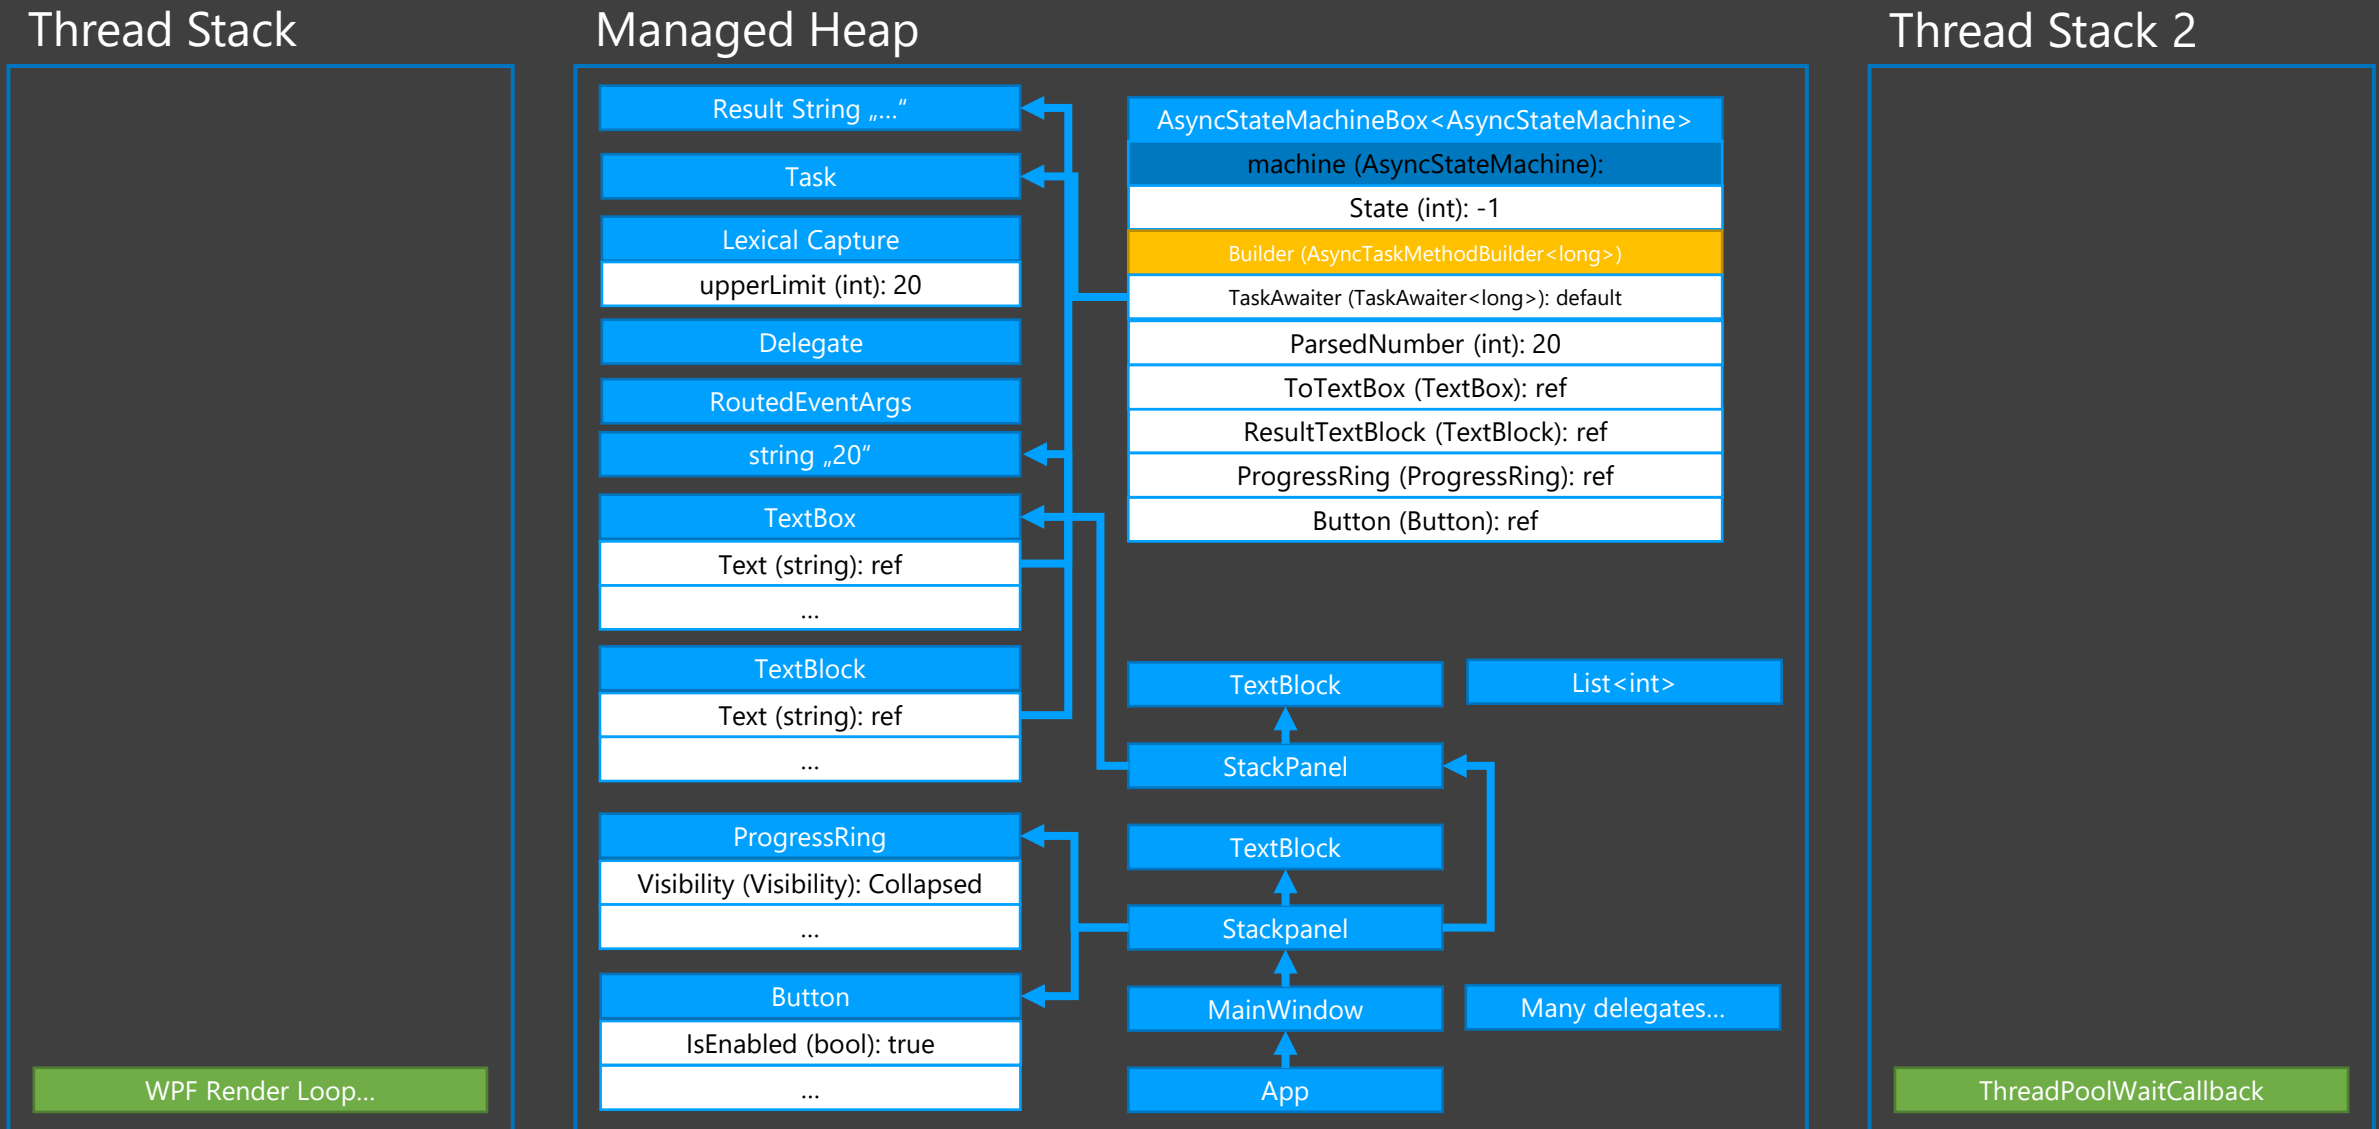 Thread Stack
WPF Render Loop...
Managed Heap
Result String „...“
Task
Lexical Capture
upperLimit (int): 20
Delegate
RoutedEventArgs
string „20“
TextBox
Text (string): ref
...
TextBlock
Text (string): ref
...
ProgressRing
Visibility (Visibility): Collapsed
...
Button
IsEnabled (bool): true
...
AsyncStateMachineBox<AsyncStateMachine>
machine (AsyncStateMachine):
State (int): -1
Builder (AsyncTaskMethodBuilder<long>)
TaskAwaiter (TaskAwaiter<long>): default
ParsedNumber (int): 20
ToTextBox (TextBox): ref
ResultTextBlock (TextBlock): ref
ProgressRing (ProgressRing): ref
Button (Button): ref
TextBlock
List<int>
StackPanel
TextBlock
Stackpanel
MainWindow
Many delegates...
App
Thread Stack 2
ThreadPoolWaitCallback